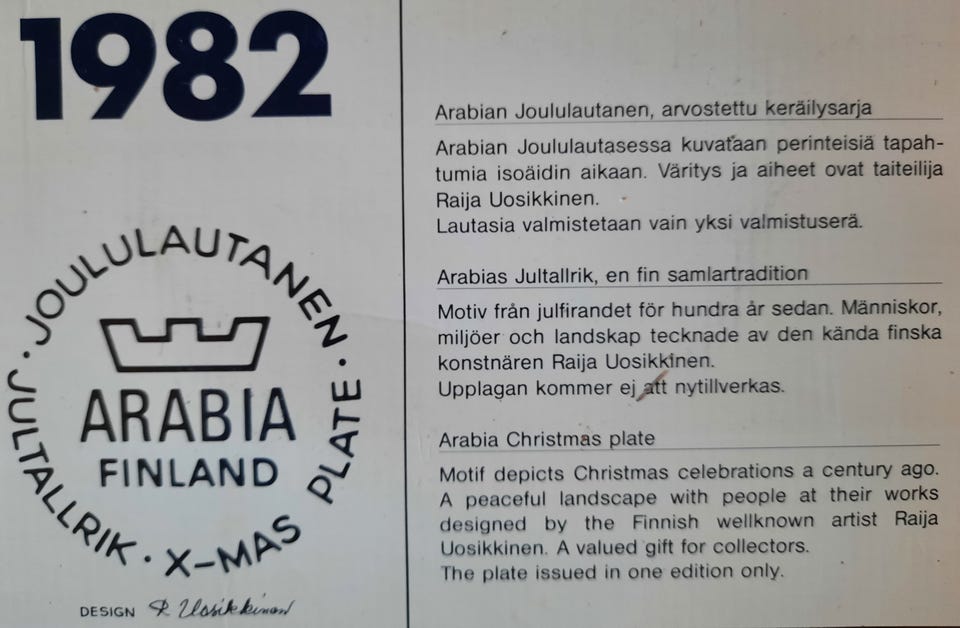 1982
JOULULAUTANEN · JULTALLRIK · X-MAS PLATE ·
ARABIA
FINLAND
DESIGN R Uosikkinen
Arabian Joululautanen, arvostettu keräilysarja
Arabian Joululautasessa kuvataan perinteisiä tapah-
tumia isoäidin aikaan. Väritys ja aiheet ovat taiteilija
Raija Uosikkinen.
Lautasia valmistetaan vain yksi valmistuserä.
Arabias Jultallrik, en fin samlartradition
Motiv från julfirandet för hundra år sedan. Människor,
miljöer och landskap tecknade av den kända finska
konstnären Raija Uosikkinen.
Upplagan kommer ej att nytillverkas.
Arabia Christmas plate
Motif depicts Christmas celebrations a century ago.
A peaceful landscape with people at their works
designed by the Finnish wellknown artist Raija
Uosikkinen. A valued gift for collectors.
The plate issued in one edition only.